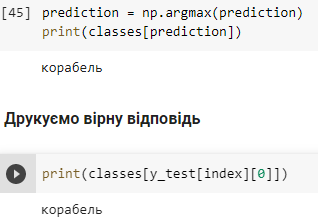 [45] prediction = np.argmax(prediction)
print(classes[prediction])
корабель
Друкуємо вірну відповідь
print(classes[y_test[index][0]])
корабель